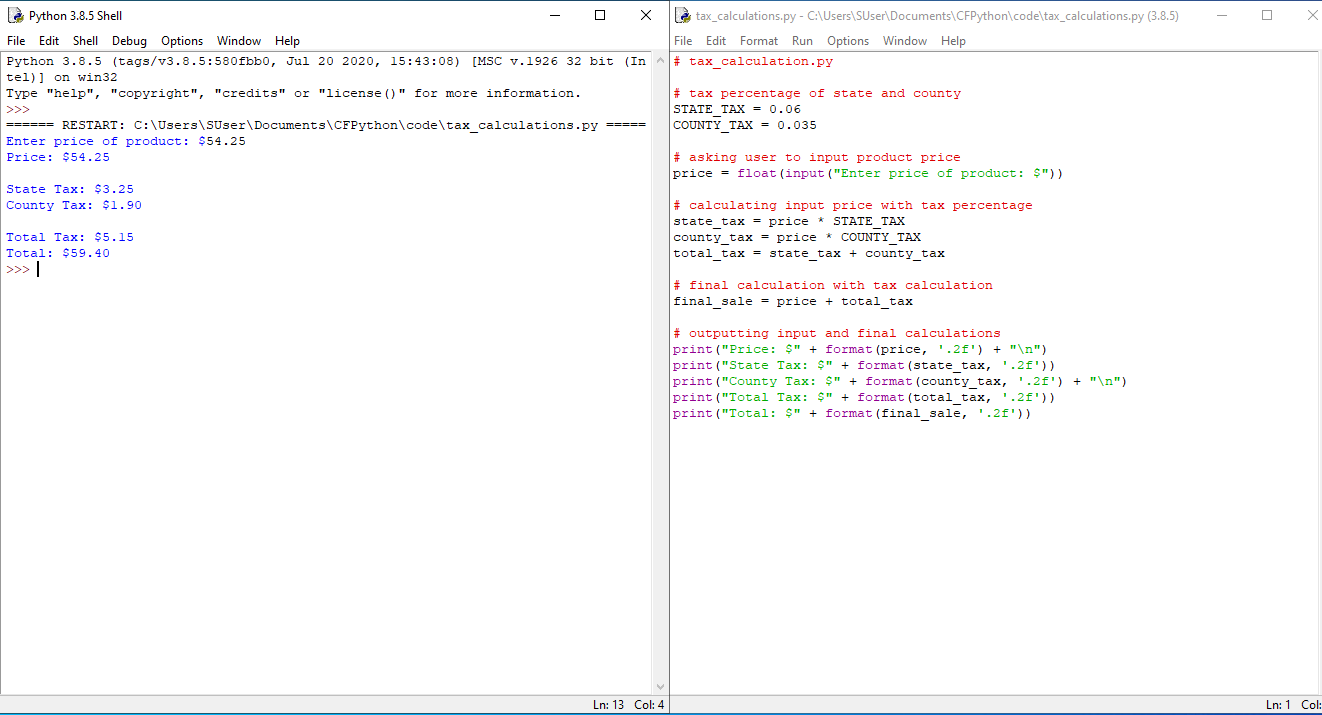 Python 3.8.5 Shell
File Edit Shell Debug Options Window Help
Python 3.8.5 (tags/v3.8.5:580fbb0, Jul 20 2020, 15:43:08) [MSC v.1926 32 bit (In
tel)] on win32
Type "help", "copyright", "credits" or "license()" for more information.
>>>
====== RESTART: C:\Users\SUser\Documents\CFPython\code\tax_calculations.py =====
Enter price of product: $54.25
Price: $54.25

State Tax: $3.25
County Tax: $1.90

Total Tax: $5.15
Total: $59.40
>>>
Ln: 13 Col: 4
tax_calculations.py - C:\Users\SUser\Documents\CFPython\code\tax_calculations.py (3.8.5)
File Edit Format Run Options Window Help
# tax_calculation.py

# tax percentage of state and county
STATE_TAX = 0.06
COUNTY_TAX = 0.035

# asking user to input product price
price = float(input("Enter price of product: $"))

# calculating input price with tax percentage
state_tax = price * STATE_TAX
county_tax = price * COUNTY_TAX
total_tax = state_tax + county_tax

# final calculation with tax calculation
final_sale = price + total_tax

# outputting input and final calculations
print("Price: $" + format(price, '.2f') + "\n")
print("State Tax: $" + format(state_tax, '.2f'))
print("County Tax: $" + format(county_tax, '.2f') + "\n")
print("Total Tax: $" + format(total_tax, '.2f'))
print("Total: $" + format(final_sale, '.2f'))
Ln: 1 Col: